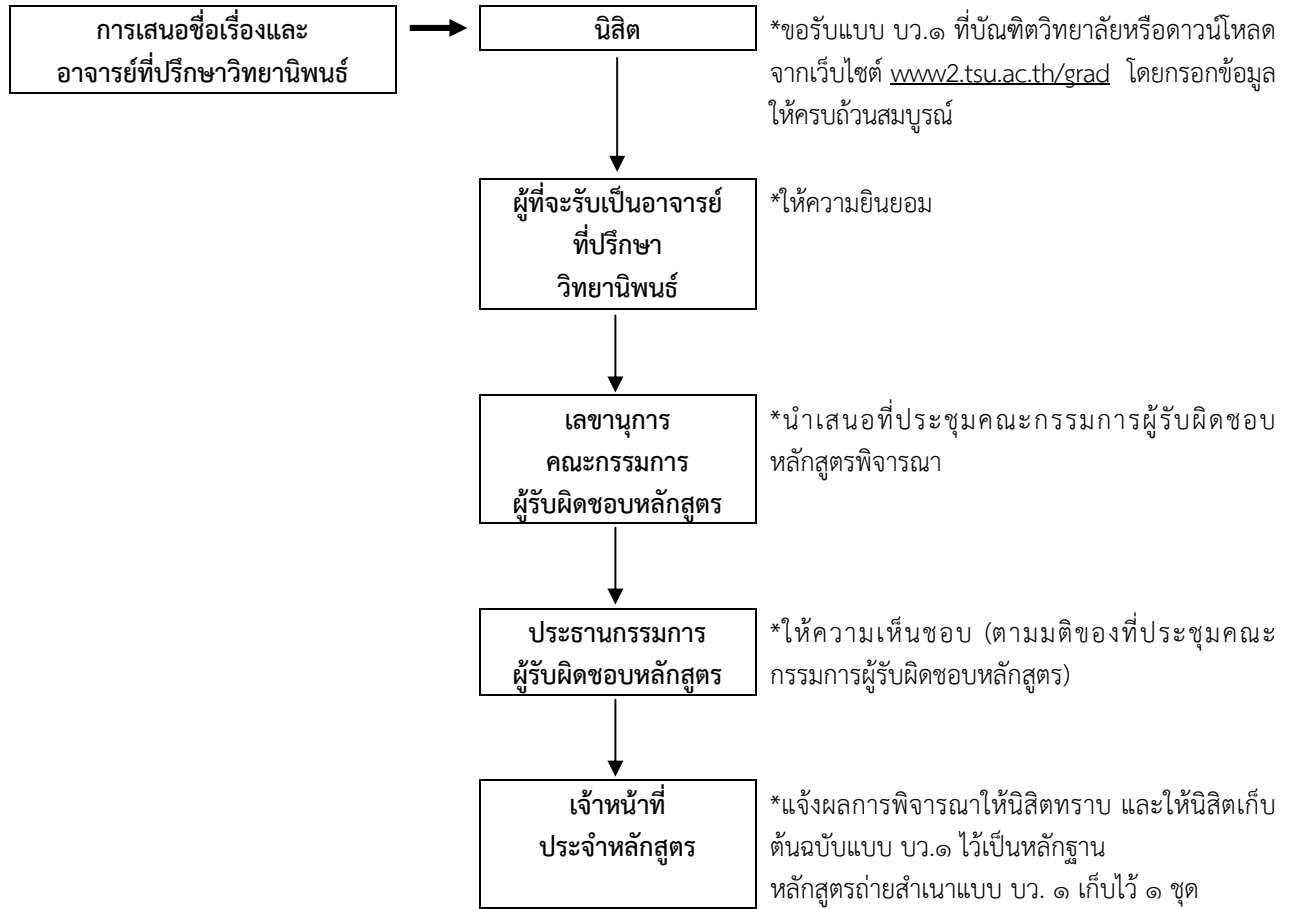 การเสนอชื่อเรื่องและ
อาจารย์ที่ปรึกษาวิทยานิพนธ์
นิสิต
*ขอรับแบบ บว.๑ ที่บัณฑิตวิทยาลัยหรือดาวน์โหลด
จากเว็บไซต์ www2.tsu.ac.th/grad โดยกรอกข้อมูล
ให้ครบถ้วนสมบูรณ์
ผู้ที่จะรับเป็นอาจารย์
ที่ปรึกษา
วิทยานิพนธ์
*ให้ความยินยอม
เลขานุการ
คณะกรรมการ
ผู้รับผิดชอบหลักสูตร
*นำเสนอที่ประชุมคณะกรรมการผู้รับผิดชอบ
หลักสูตรพิจารณา
ประธานกรรมการ
ผู้รับผิดชอบหลักสูตร
*ให้ความเห็นชอบ (ตามมติของที่ประชุมคณะ
กรรมการผู้รับผิดชอบหลักสูตร)
เจ้าหน้าที่
ประจำหลักสูตร
*แจ้งผลการพิจารณาให้นิสิตทราบ และให้นิสิตเก็บ
ต้นฉบับแบบ บว.๑ ไว้เป็นหลักฐาน
หลักสูตรถ่ายสำเนาแบบ บว. ๑ เก็บไว้ ๑ ชุด